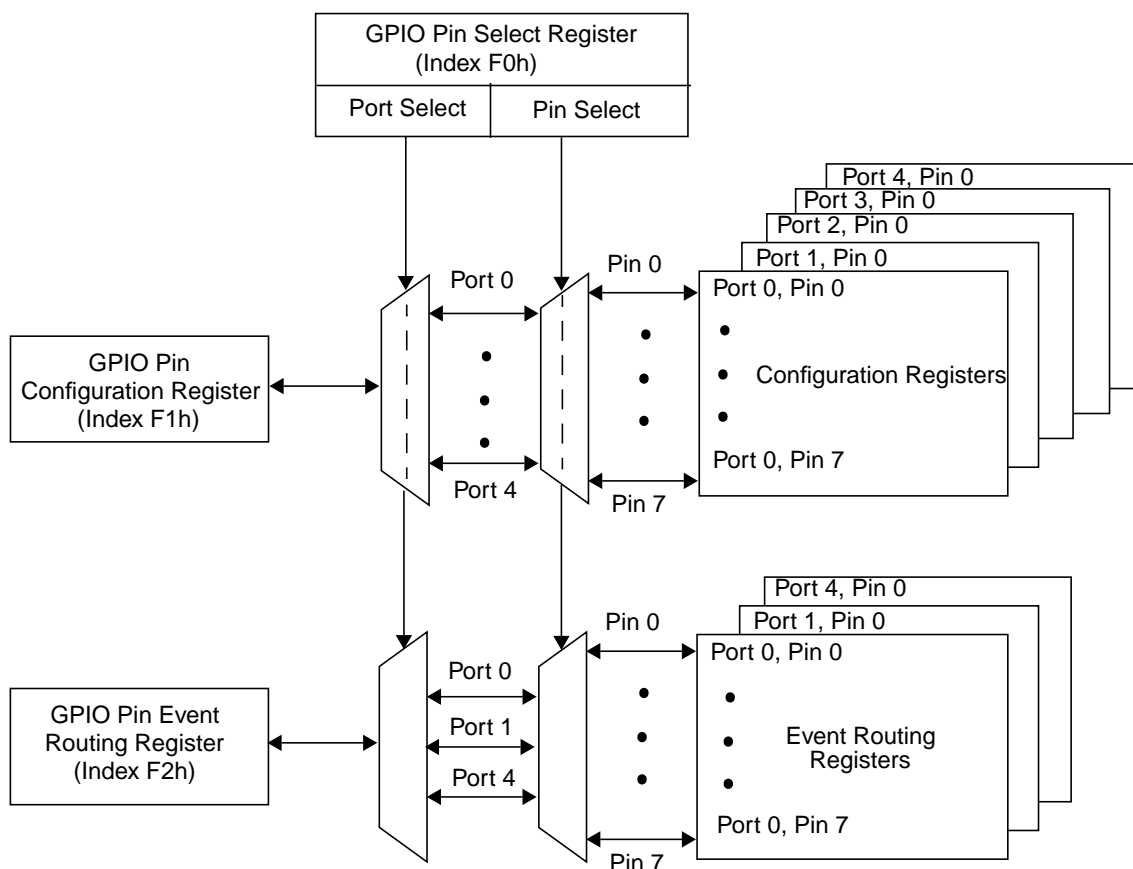 GPIO Pin Select Register
(Index F0h)
Port Select
Pin Select
Port 4, Pin 0
Port 3, Pin 0
Port 2, Pin 0
Port 1, Pin 0
Port 0, Pin 0
Port 0
Pin 0
GPIO Pin
Configuration Register
(Index F1h)
Configuration Registers
Port 0, Pin 7
Port 4
Pin 7
Port 4, Pin 0
Port 1, Pin 0
Port 0, Pin 0
Pin 0
Port 0
Port 1
Port 4
GPIO Pin Event
Routing Register
(Index F2h)
Event Routing
Registers
Port 0, Pin 7
Pin 7